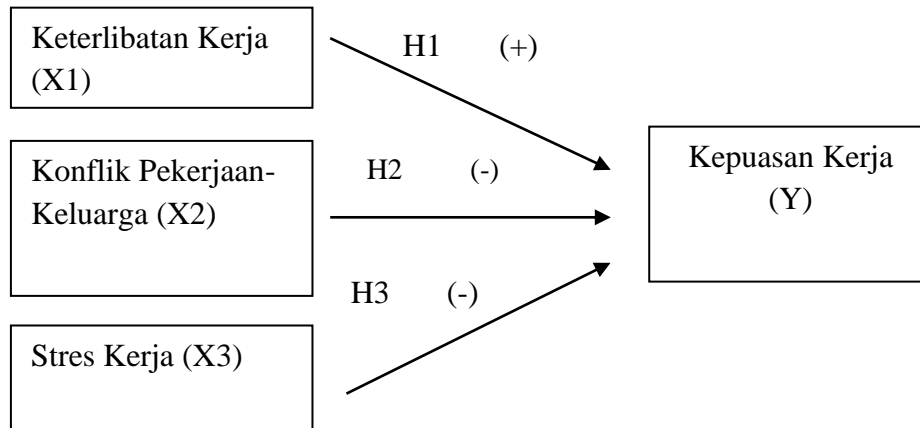 Keterlibatan Kerja
(X1)
H1 (+)
Konflik Pekerjaan-
Keluarga (X2)
H2 (-)
Kepuasan Kerja
(Y)
H3 (-)
Stres Kerja (X3)